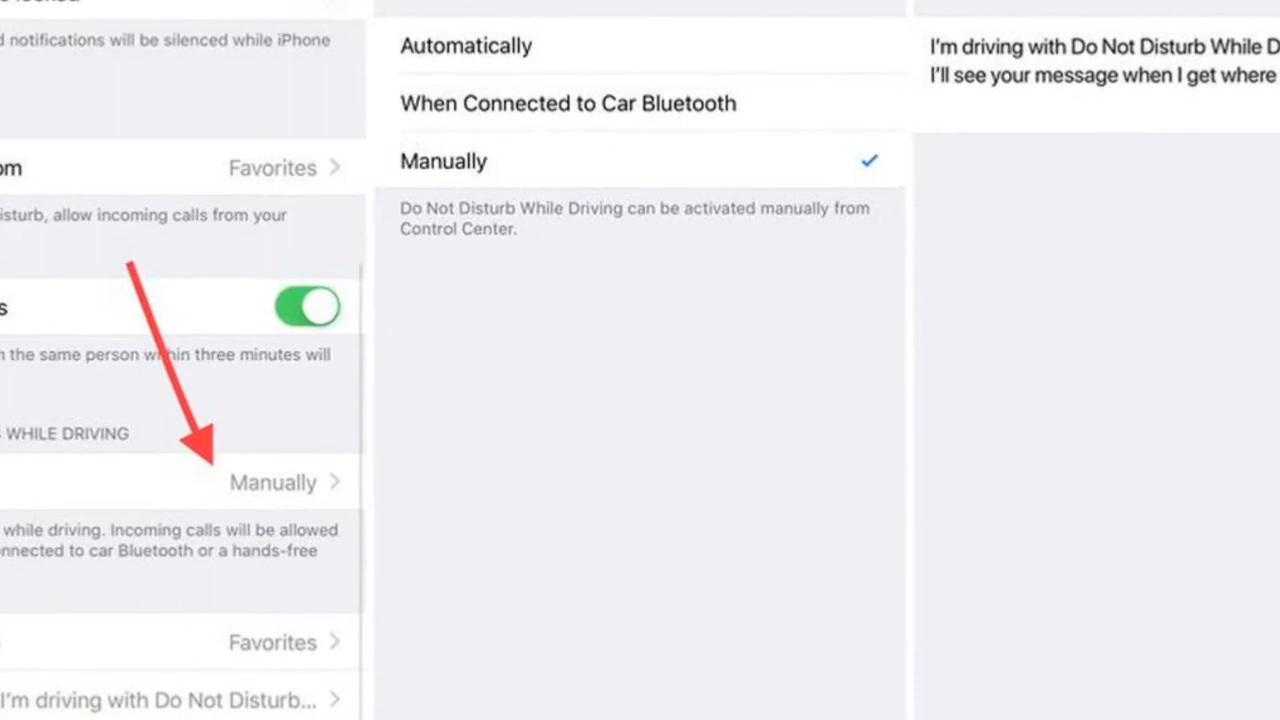 d notifications will be silenced while iPhone
om Favorites
isturb, allow incoming calls from your
s
n the same person within three minutes will
WHILE DRIVING
Manually
while driving. Incoming calls will be allowed
nnected to car Bluetooth or a hands-free
Favorites
I'm driving with Do Not Disturb...
Automatically
When Connected to Car Bluetooth
Manually
Do Not Disturb While Driving can be activated manually from
Control Center.
I'm driving with Do Not Disturb While D
I'll see your message when I get where